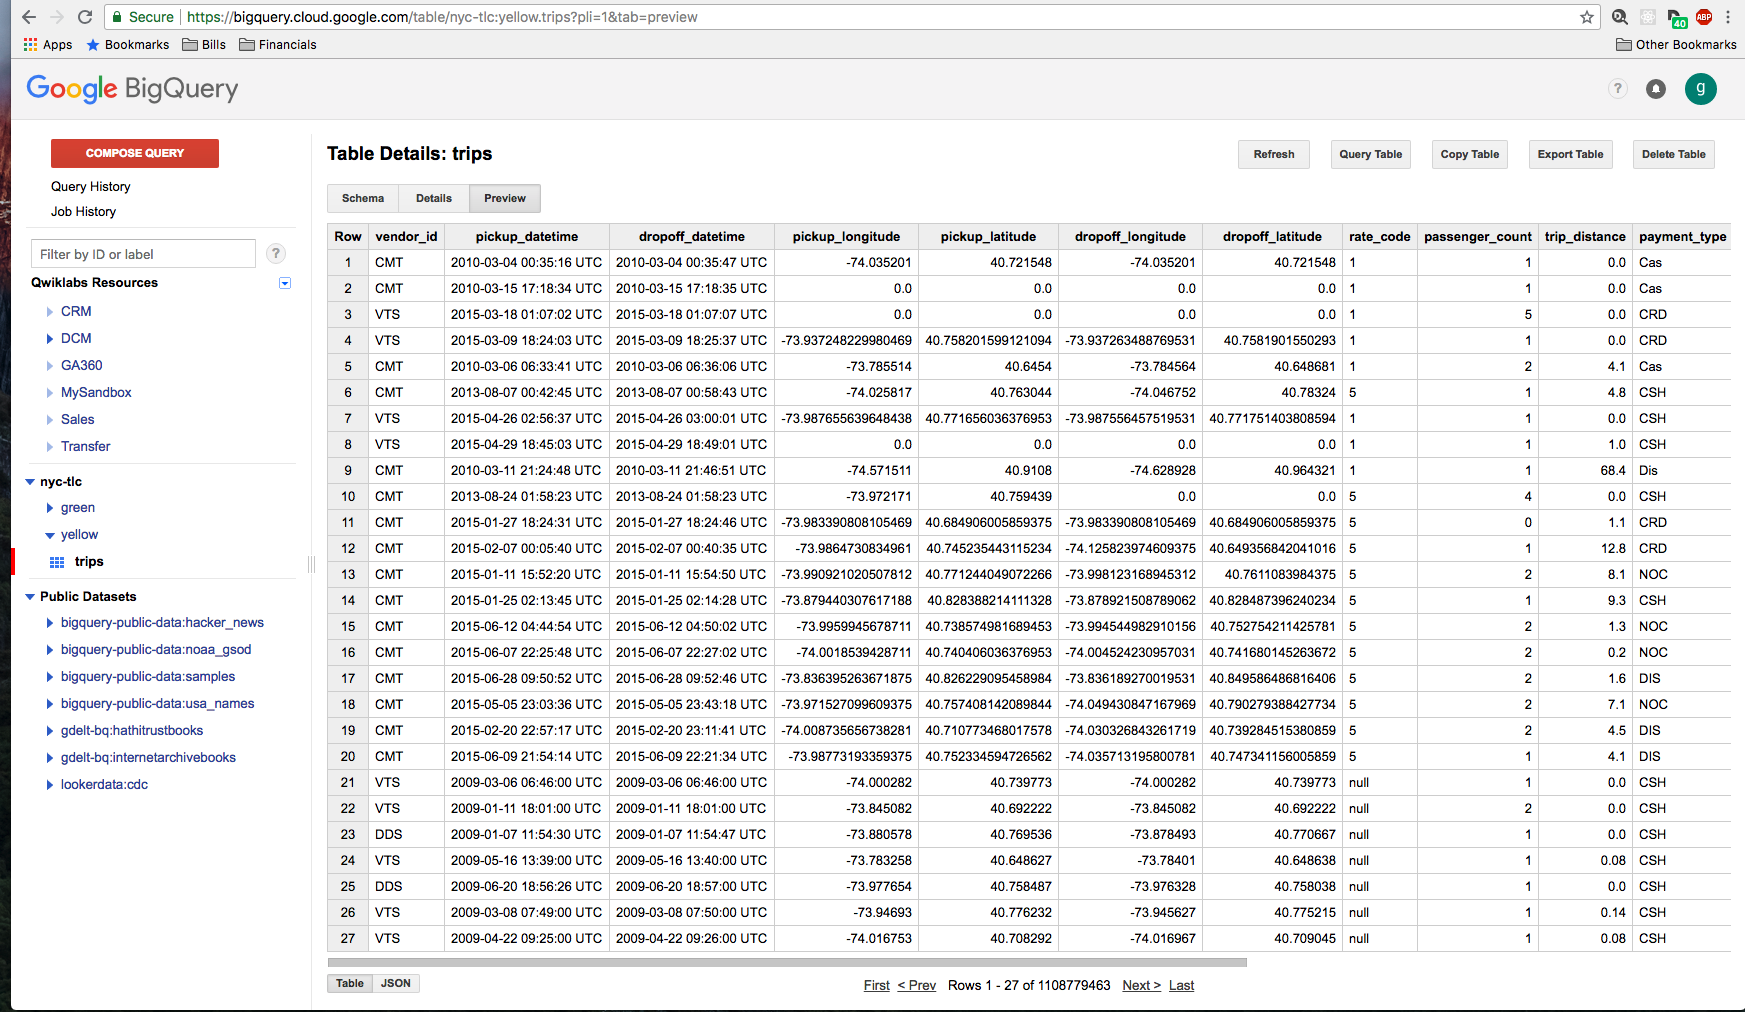 Secure https://bigquery.cloud.google.com/table/nyc-tlc:yellow.trips?pli=1&tab=preview
40 ABP
Apps Bookmarks Bills Financials Other Bookmarks
Google BigQuery ? g
COMPOSE QUERY
Query History
Job History
Filter by ID or label ?
Qwiklabs Resources
CRM
DCM
GA360
MySandbox
Sales
Transfer
nyc-tlc
green
yellow
trips
Public Datasets
bigquery-public-data:hacker_news
bigquery-public-data:noaa_gsod
bigquery-public-data:samples
bigquery-public-data:usa_names
gdelt-bq:hathitrustbooks
gdelt-bq:internetarchivebooks
lookerdata:cdc
Table Details: trips Refresh Query Table Copy Table Export Table Delete Table
Schema Details Preview
Row vendor_id pickup_datetime dropoff_datetime pickup_longitude pickup_latitude dropoff_longitude dropoff_latitude rate_code passenger_count trip_distance payment_type
1 CMT 2010-03-04 00:35:16 UTC 2010-03-04 00:35:47 UTC -74.035201 40.721548 -74.035201 40.721548 1 1 0.0 Cas
2 CMT 2010-03-15 17:18:34 UTC 2010-03-15 17:18:35 UTC 0.0 0.0 0.0 0.0 1 1 0.0 Cas
3 VTS 2015-03-18 01:07:02 UTC 2015-03-18 01:07:07 UTC 0.0 0.0 0.0 0.0 1 5 0.0 CRD
4 VTS 2015-03-09 18:24:03 UTC 2015-03-09 18:25:37 UTC -73.937248229980469 40.758201599121094 -73.937263488769531 40.7581901550293 1 1 0.0 CRD
5 CMT 2010-03-06 06:33:41 UTC 2010-03-06 06:36:06 UTC -73.785514 40.6454 -73.784564 40.648681 1 2 4.1 Cas
6 CMT 2013-08-07 00:42:45 UTC 2013-08-07 00:58:43 UTC -74.025817 40.763044 -74.046752 40.78324 5 1 4.8 CSH
7 VTS 2015-04-26 02:56:37 UTC 2015-04-26 03:00:01 UTC -73.987655639648438 40.771656036376953 -73.987556457519531 40.771751403808594 1 1 0.0 CSH
8 VTS 2015-04-29 18:45:03 UTC 2015-04-29 18:49:01 UTC 0.0 0.0 0.0 0.0 1 1 1.0 CSH
9 CMT 2010-03-11 21:24:48 UTC 2010-03-11 21:46:51 UTC -74.571511 40.9108 -74.628928 40.964321 1 1 68.4 Dis
10 CMT 2013-08-24 01:58:23 UTC 2013-08-24 01:58:23 UTC -73.972171 40.759439 0.0 0.0 5 4 0.0 CSH
11 CMT 2015-01-27 18:24:31 UTC 2015-01-27 18:24:46 UTC -73.983390808105469 40.684906005859375 -73.983390808105469 40.684906005859375 5 0 1.1 CRD
12 CMT 2015-02-07 00:05:40 UTC 2015-02-07 00:40:35 UTC -73.9864730834961 40.745235443115234 -74.125823974609375 40.649356842041016 5 1 12.8 CRD
13 CMT 2015-01-11 15:52:20 UTC 2015-01-11 15:54:50 UTC -73.990921020507812 40.771244049072266 -73.998123168945312 40.7611083984375 5 2 8.1 NOC
14 CMT 2015-01-25 02:13:45 UTC 2015-01-25 02:14:28 UTC -73.879440307617188 40.828388214111328 -73.878921508789062 40.828487396240234 5 1 9.3 CSH
15 CMT 2015-06-12 04:44:54 UTC 2015-06-12 04:50:02 UTC -73.9959945678711 40.738574981689453 -73.994544982910156 40.752754211425781 5 2 1.3 NOC
16 CMT 2015-06-07 22:25:48 UTC 2015-06-07 22:27:02 UTC -74.0018539428711 40.740406036376953 -74.004524230957031 40.741680145263672 5 2 0.2 NOC
17 CMT 2015-06-28 09:50:52 UTC 2015-06-28 09:52:46 UTC -73.836395263671875 40.826229095458984 -73.836189270019531 40.849586486816406 5 2 1.6 DIS
18 CMT 2015-05-05 23:03:36 UTC 2015-05-05 23:43:18 UTC -73.971527099609375 40.757408142089844 -74.049430847167969 40.790279388427734 5 2 7.1 NOC
19 CMT 2015-02-20 22:57:17 UTC 2015-02-20 23:11:41 UTC -74.008735656738281 40.710773468017578 -74.030326843261719 40.739284515380859 5 2 4.5 DIS
20 CMT 2015-06-09 21:54:14 UTC 2015-06-09 22:21:34 UTC -73.98773193359375 40.752334594726562 -74.035713195800781 40.747341156005859 5 1 4.1 DIS
21 VTS 2009-03-06 06:46:00 UTC 2009-03-06 06:46:00 UTC -74.000282 40.739773 -74.000282 40.739773 null 1 0.0 CSH
22 VTS 2009-01-11 18:01:00 UTC 2009-01-11 18:01:00 UTC -73.845082 40.692222 -73.845082 40.692222 null 2 0.0 CSH
23 DDS 2009-01-07 11:54:30 UTC 2009-01-07 11:54:47 UTC -73.880578 40.769536 -73.878493 40.770667 null 1 0.0 CSH
24 VTS 2009-05-16 13:39:00 UTC 2009-05-16 13:40:00 UTC -73.783258 40.648627 -73.78401 40.648638 null 1 0.08 CSH
25 DDS 2009-06-20 18:56:26 UTC 2009-06-20 18:57:00 UTC -73.977654 40.758487 -73.976328 40.758038 null 1 0.0 CSH
26 VTS 2009-03-08 07:49:00 UTC 2009-03-08 07:50:00 UTC -73.94693 40.776232 -73.945627 40.775215 null 1 0.14 CSH
27 VTS 2009-04-22 09:25:00 UTC 2009-04-22 09:26:00 UTC -74.016753 40.708292 -74.016967 40.709045 null 1 0.08 CSH
Table JSON First < Prev Rows 1 - 27 of 1108779463 Next > Last